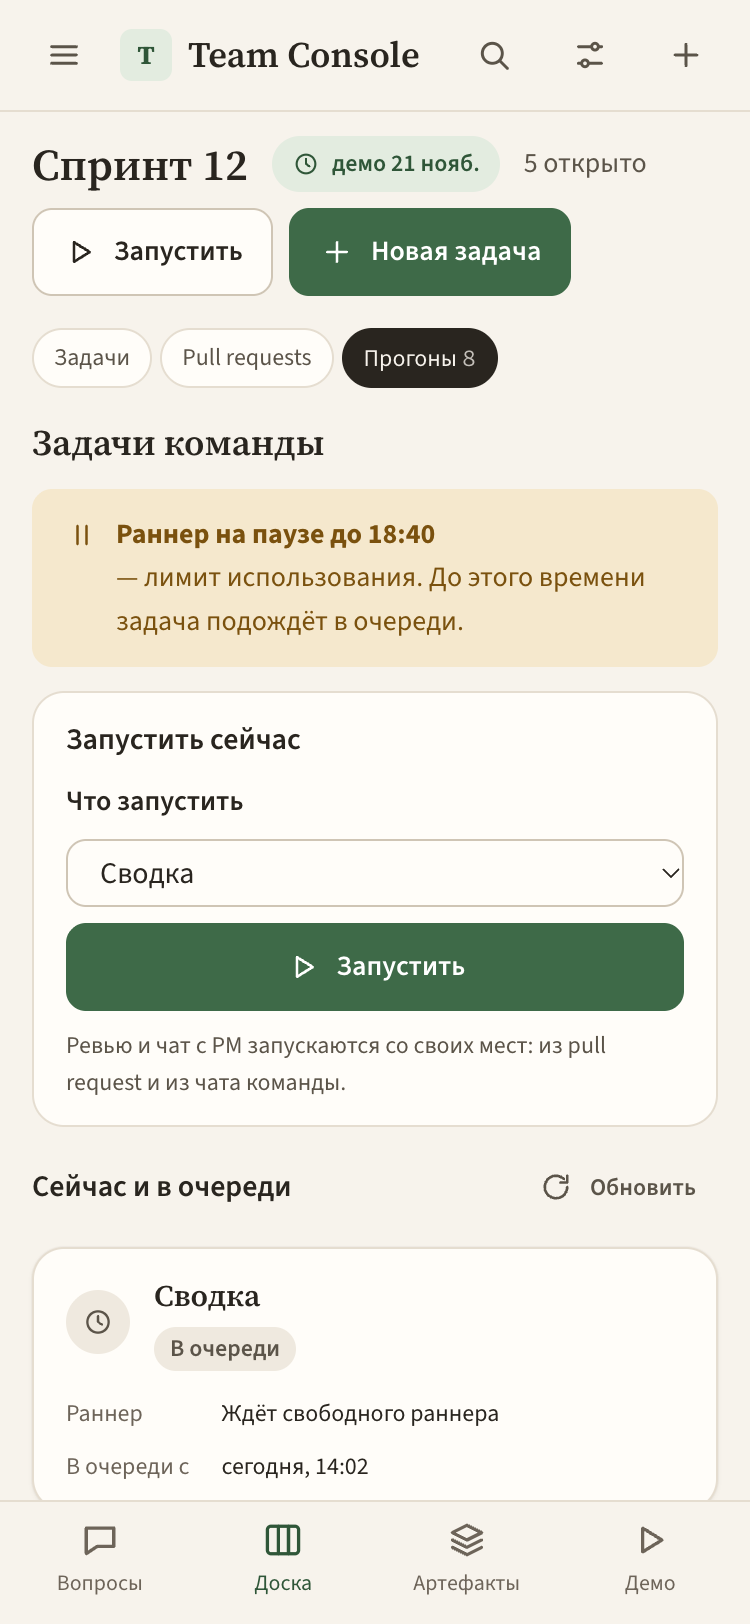 T Team Console
Спринт 12
демо 21 нояб.
5 открыто
Запустить
Новая задача
Задачи
Pull requests
Прогоны 8
Задачи команды
Раннер на паузе до 18:40
— лимит использования. До этого времени
задача подождёт в очереди.
Запустить сейчас
Что запустить
Сводка
Запустить
Ревью и чат с PM запускаются со своих мест: из pull
request и из чата команды.
Сейчас и в очереди
Обновить
Сводка
В очереди
Раннер Ждёт свободного раннера
В очереди с сегодня, 14:02
Вопросы
Доска
Артефакты
Демо